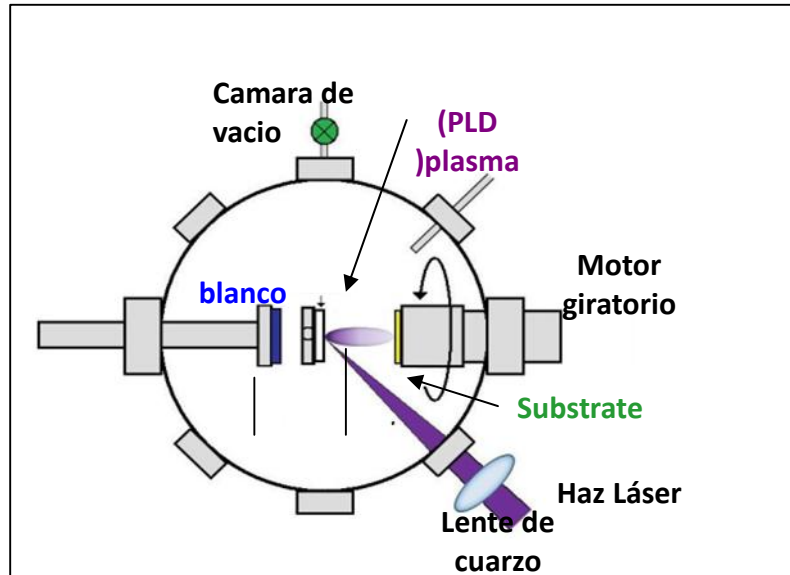 Camara de
vacio
(PLD
)plasma
blanco
Motor
giratorio
Substrate
Haz Láser
Lente de
cuarzo